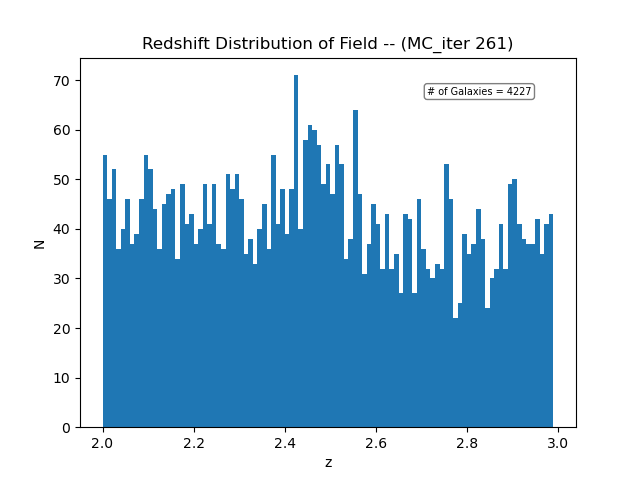 Redshift Distribution of Field -- (MC_iter 261)
# of Galaxies = 4227
N
70
60
50
40
30
20
10
0
2.0 2.2 2.4 2.6 2.8 3.0
z